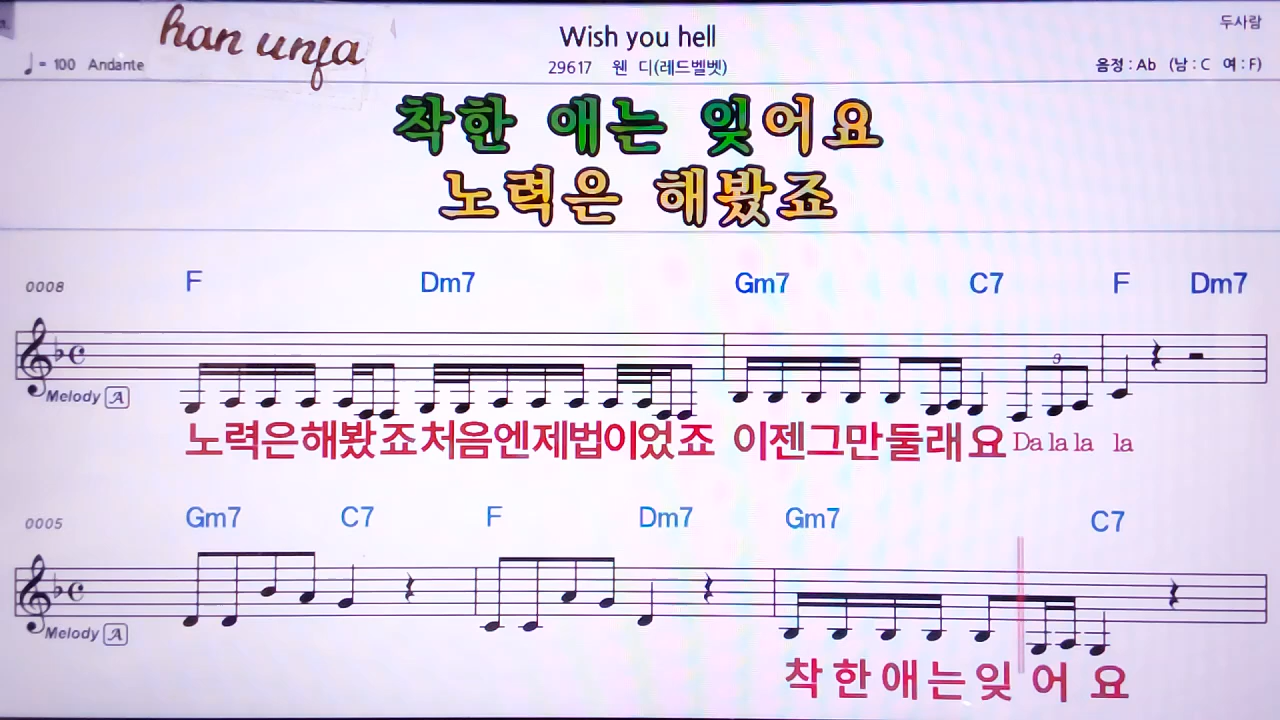 han unfa
두사람
Wish you hell
♩= 100 Andante
29617 웬 디(레드벨벳)
음정 : Ab (남 : C 여 : F)
착한 애는 잊어요
노력은 해봤죠
0008 F Dm7 Gm7 C7 F Dm7
3
Melody A
노력은해봤죠처음엔제법이었죠 이젠그만둘래요 Da la la la
0005 Gm7 C7 F Dm7 Gm7 C7
Melody A
착한애는잊어요